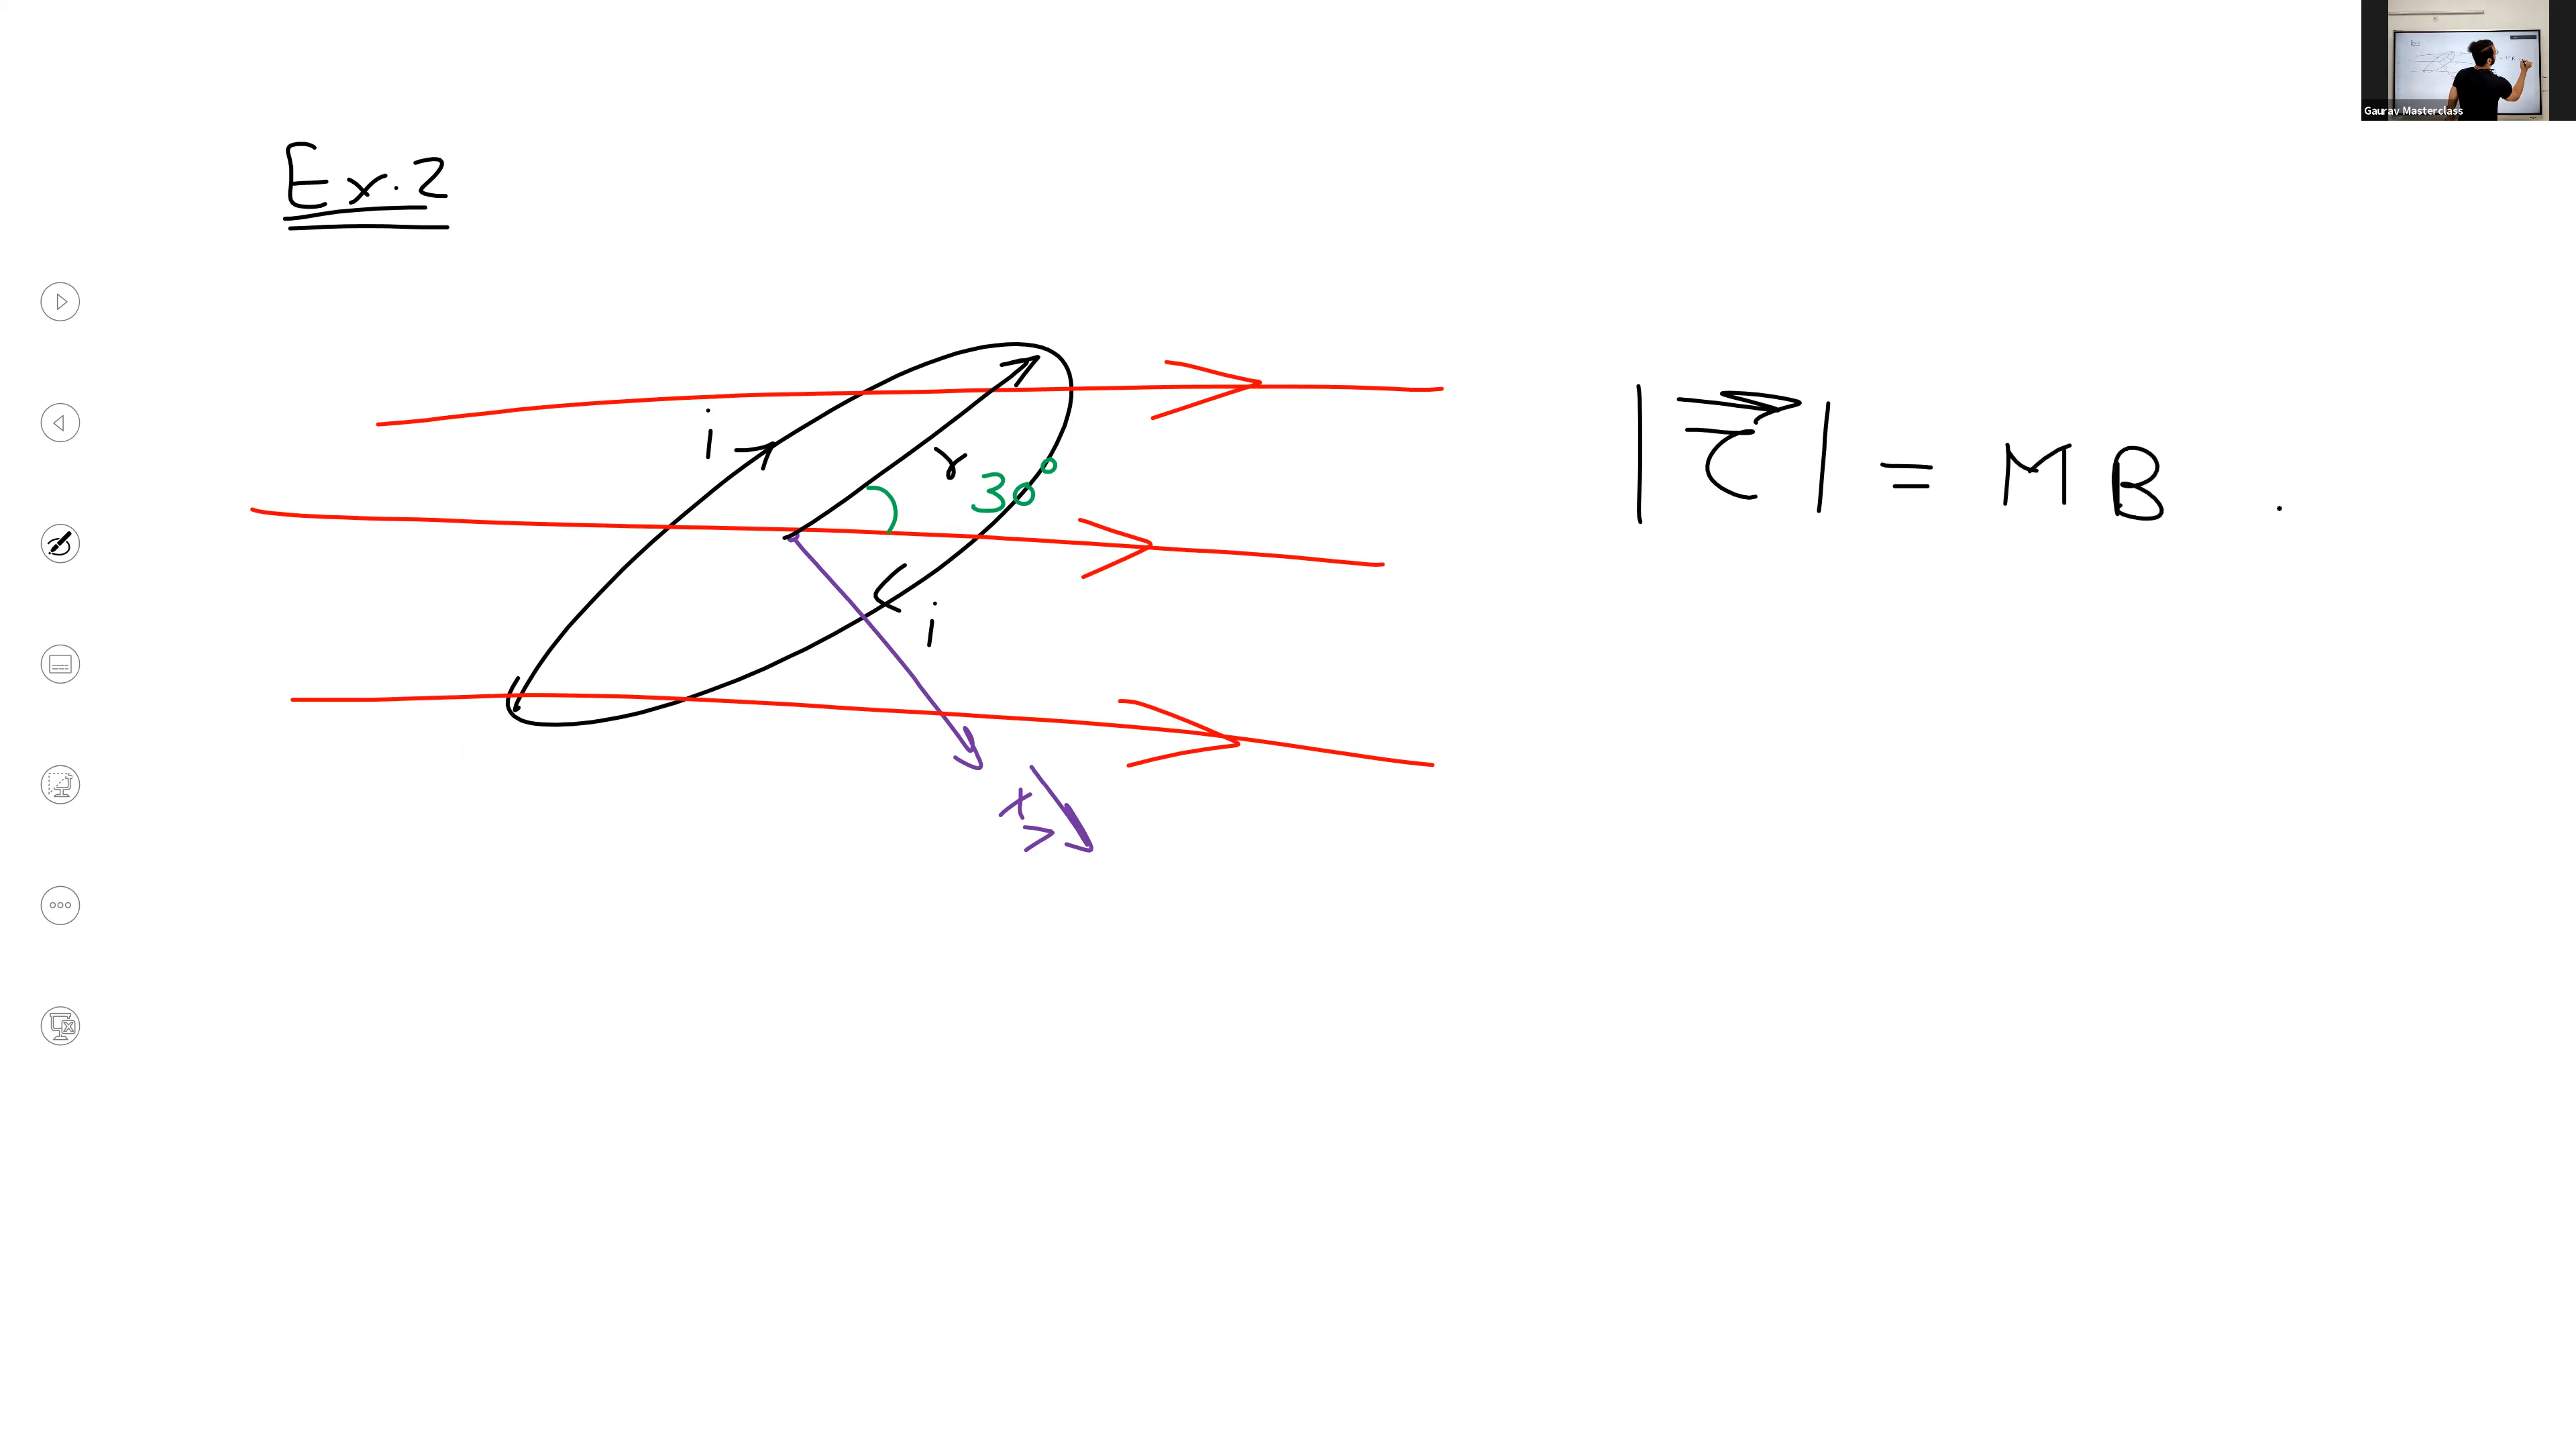 Ex.2
i
r
30°
i
|τ⃗| = MB .
Gaurav Masterclass